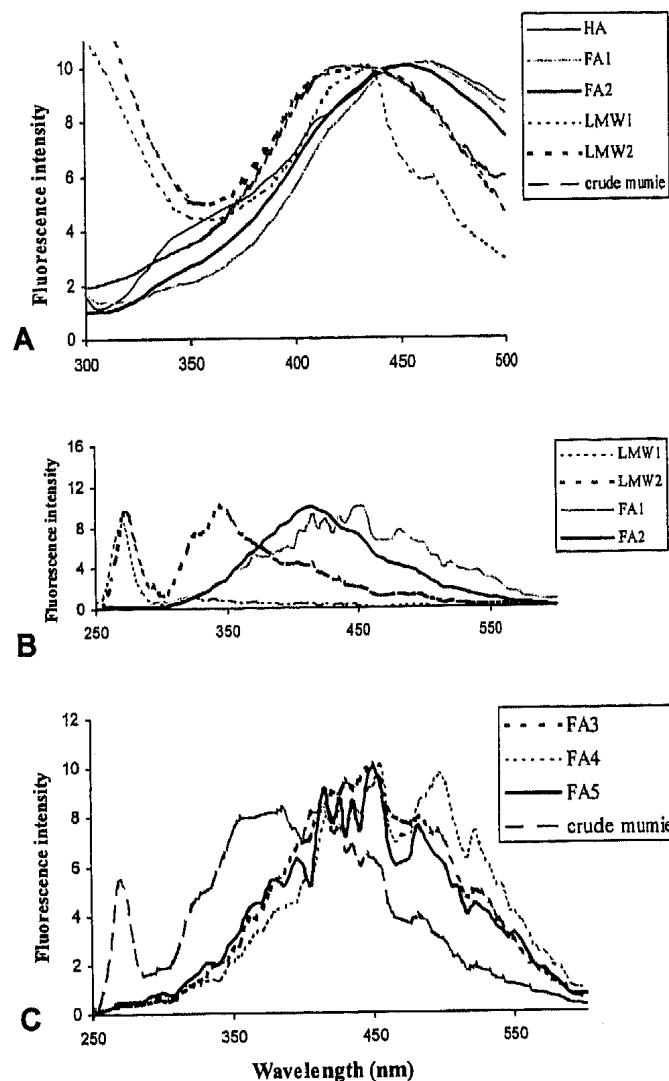 HA
FA1
FA2
LMW1
LMW2
crude mumie
Fluorescence intensity
10
8
6
4
2
0
300
350
400
450
500
A
LMW1
LMW2
FA1
FA2
Fluorescence intensity
16
12
8
4
0
250
350
450
550
B
FA3
FA4
FA5
crude mumie
Fluorescence intensity
12
10
8
6
4
2
0
250
350
450
550
C
Wavelength (nm)